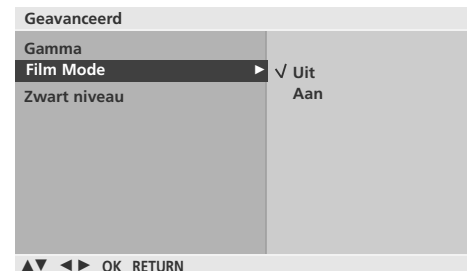 Geavanceerd
Gamma
Film Mode ► √ Uit
Aan
Zwart niveau
▲▼ ◄► OK RETURN